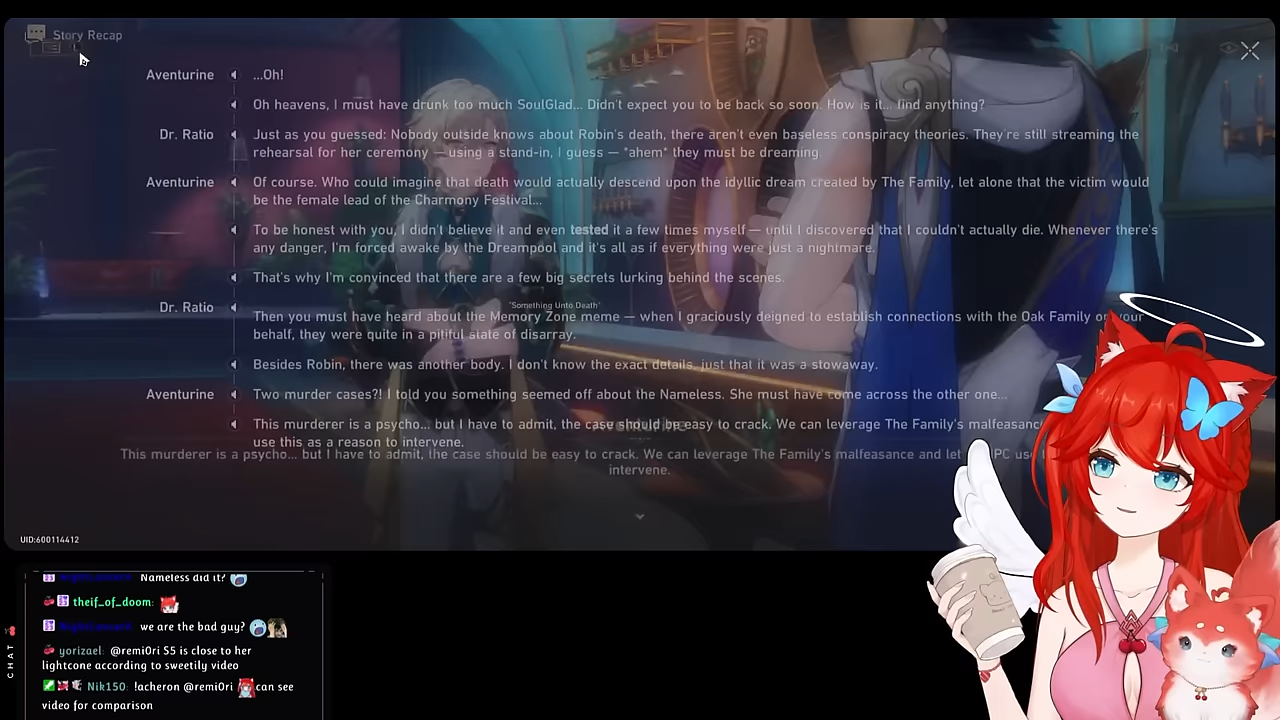 Story Recap
Aventurine ...Oh!
Oh heavens, I must have drunk too much SoulGlad... Didn't expect you to be back so soon. How is it... find anything?
Dr. Ratio Just as you guessed: Nobody outside knows about Robin's death, there aren't even baseless conspiracy theories. They're still streaming the
rehearsal for her ceremony — using a stand-in, I guess — *ahem* they must be dreaming.
Aventurine Of course. Who could imagine that death would actually descend upon the idyllic dream created by The Family, let alone that the victim would
be the female lead of the Charmony Festival...
To be honest with you, I didn't believe it and even tested it a few times myself — until I discovered that I couldn't actually die. Whenever there's
any danger, I'm forced awake by the Dreampool and it's all as if everything were just a nightmare.
That's why I'm convinced that there are a few big secrets lurking behind the scenes.
"Something Unto Death"
Dr. Ratio Then you must have heard about the Memory Zone meme — when I graciously deigned to establish connections with the Oak Family on your
behalf, they were quite in a pitiful state of disarray.
Besides Robin, there was another body. I don't know the exact details, just that it was a stowaway.
Aventurine Two murder cases?! I told you something seemed off about the Nameless. She must have come across the other one...
This murderer is a psycho... but I have to admit, the case should be easy to crack. We can leverage The Family's malfeasance
use this as a reason to intervene.
This murderer is a psycho... but I have to admit, the case should be easy to crack. We can leverage The Family's malfeasance and let PC use
intervene.
UID:600114412
CHAT
Nameless did it?
theif_of_doom:
we are the bad guy?
yorizael: @remi0ri S5 is close to her
lightcone according to sweetily video
Nik150: !acheron @remi0ri can see
video for comparison